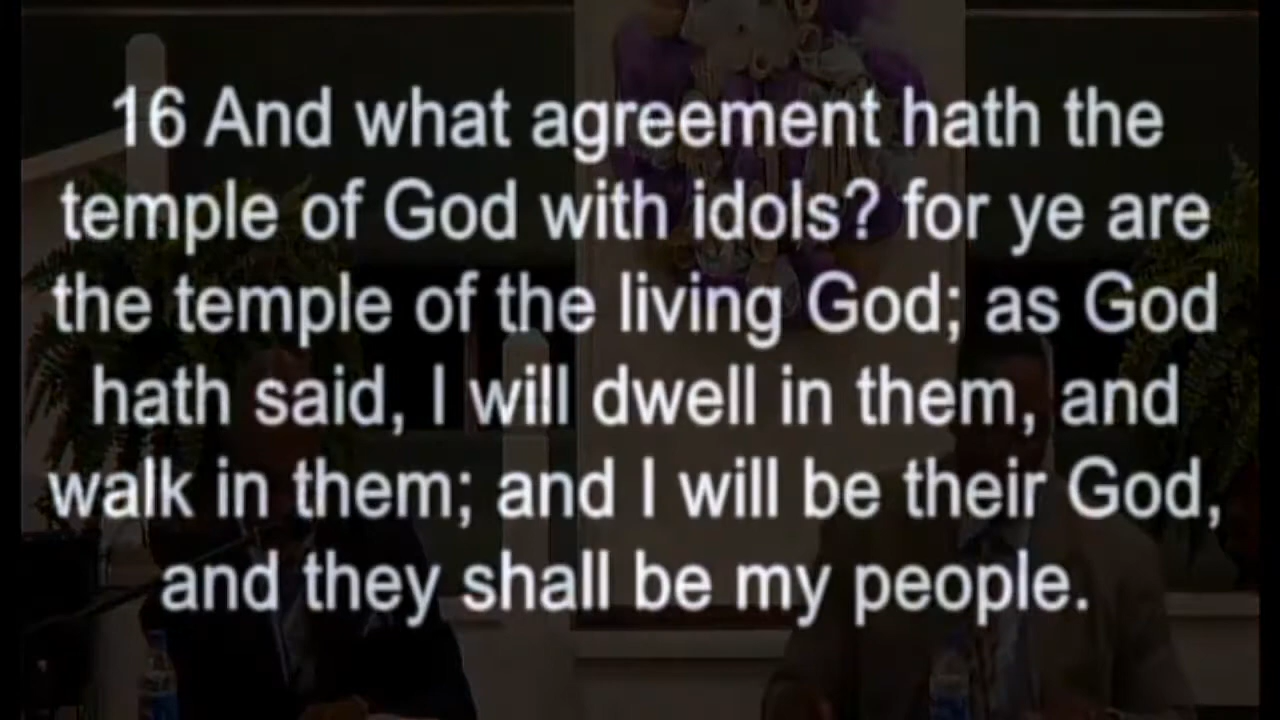 16 And what agreement hath the
temple of God with idols? for ye are
the temple of the living God; as God
hath said, I will dwell in them, and
walk in them; and I will be their God,
and they shall be my people.